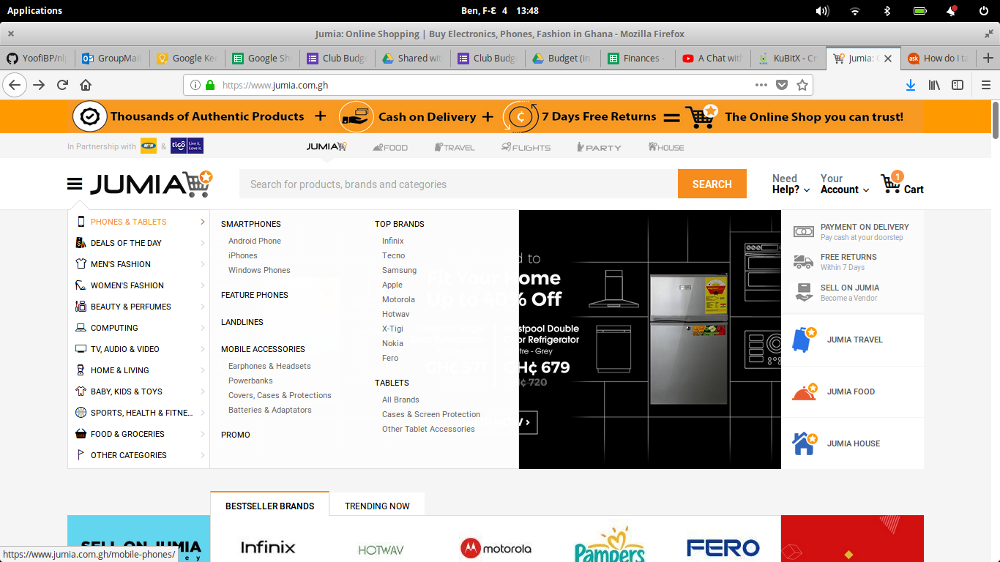 Applications
Ben, F-Ɛ 4 13:48
Jumia: Online Shopping | Buy Electronics, Phones, Fashion in Ghana - Mozilla Firefox
YoofiBP/nl
GroupMai
Google Ke
Google Sh
Club Budg
Shared wit
Club Budg
Budget (in
Finances -
A Chat with
KuBitX - Cr
Jumia: O
How do I ta
https://www.jumia.com.gh
Thousands of Authentic Products + Cash on Delivery + 7 Days Free Returns = The Online Shop you can trust!
In Partnership with MTN & tigo Live it. Love it.
JUMIA FOOD TRAVEL FLIGHTS PARTY HOUSE
JUMIA
Search for products, brands and categories
SEARCH
Need Help?
Your Account
1
Cart
PHONES & TABLETS
DEALS OF THE DAY
MEN'S FASHION
WOMEN'S FASHION
BEAUTY & PERFUMES
COMPUTING
TV, AUDIO & VIDEO
HOME & LIVING
BABY, KIDS & TOYS
SPORTS, HEALTH & FITNE...
FOOD & GROCERIES
OTHER CATEGORIES
SMARTPHONES
Android Phone
iPhones
Windows Phones
FEATURE PHONES
LANDLINES
MOBILE ACCESSORIES
Earphones & Headsets
Powerbanks
Covers, Cases & Protections
Batteries & Adaptators
PROMO
TOP BRANDS
Infinix
Tecno
Samsung
Apple
Motorola
Hotwav
X-Tigi
Nokia
Fero
TABLETS
All Brands
Cases & Screen Protection
Other Tablet Accessories
d to
Fit Your Home
Up to 40% Off
stpool Double
or Refrigerator
tre - Grey
GH₵ 571
GH₵ 679
₵ 720
W ›
PAYMENT ON DELIVERY
Pay cash at your doorstep
FREE RETURNS
Within 7 Days
SELL ON JUMIA
Become a Vendor
JUMIA TRAVEL
JUMIA FOOD
JUMIA HOUSE
BESTSELLER BRANDS
TRENDING NOW
SELL ON JUMIA
e y
Infinix
HOTWAV
motorola
Pampers
FERO
https://www.jumia.com.gh/mobile-phones/